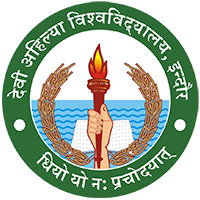 देवी अहिल्या विश्वविद्यालय, इन्दौर
धियो यो नः प्रचोदयात्